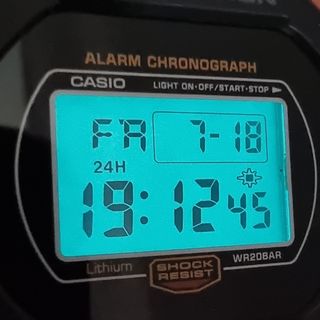 ALARM CHRONOGRAPH
CASIO LIGHT ON·OFF/START·STOP
FR 7-18
24H
19:12 45
Lithium SHOCK RESIST WR20BAR